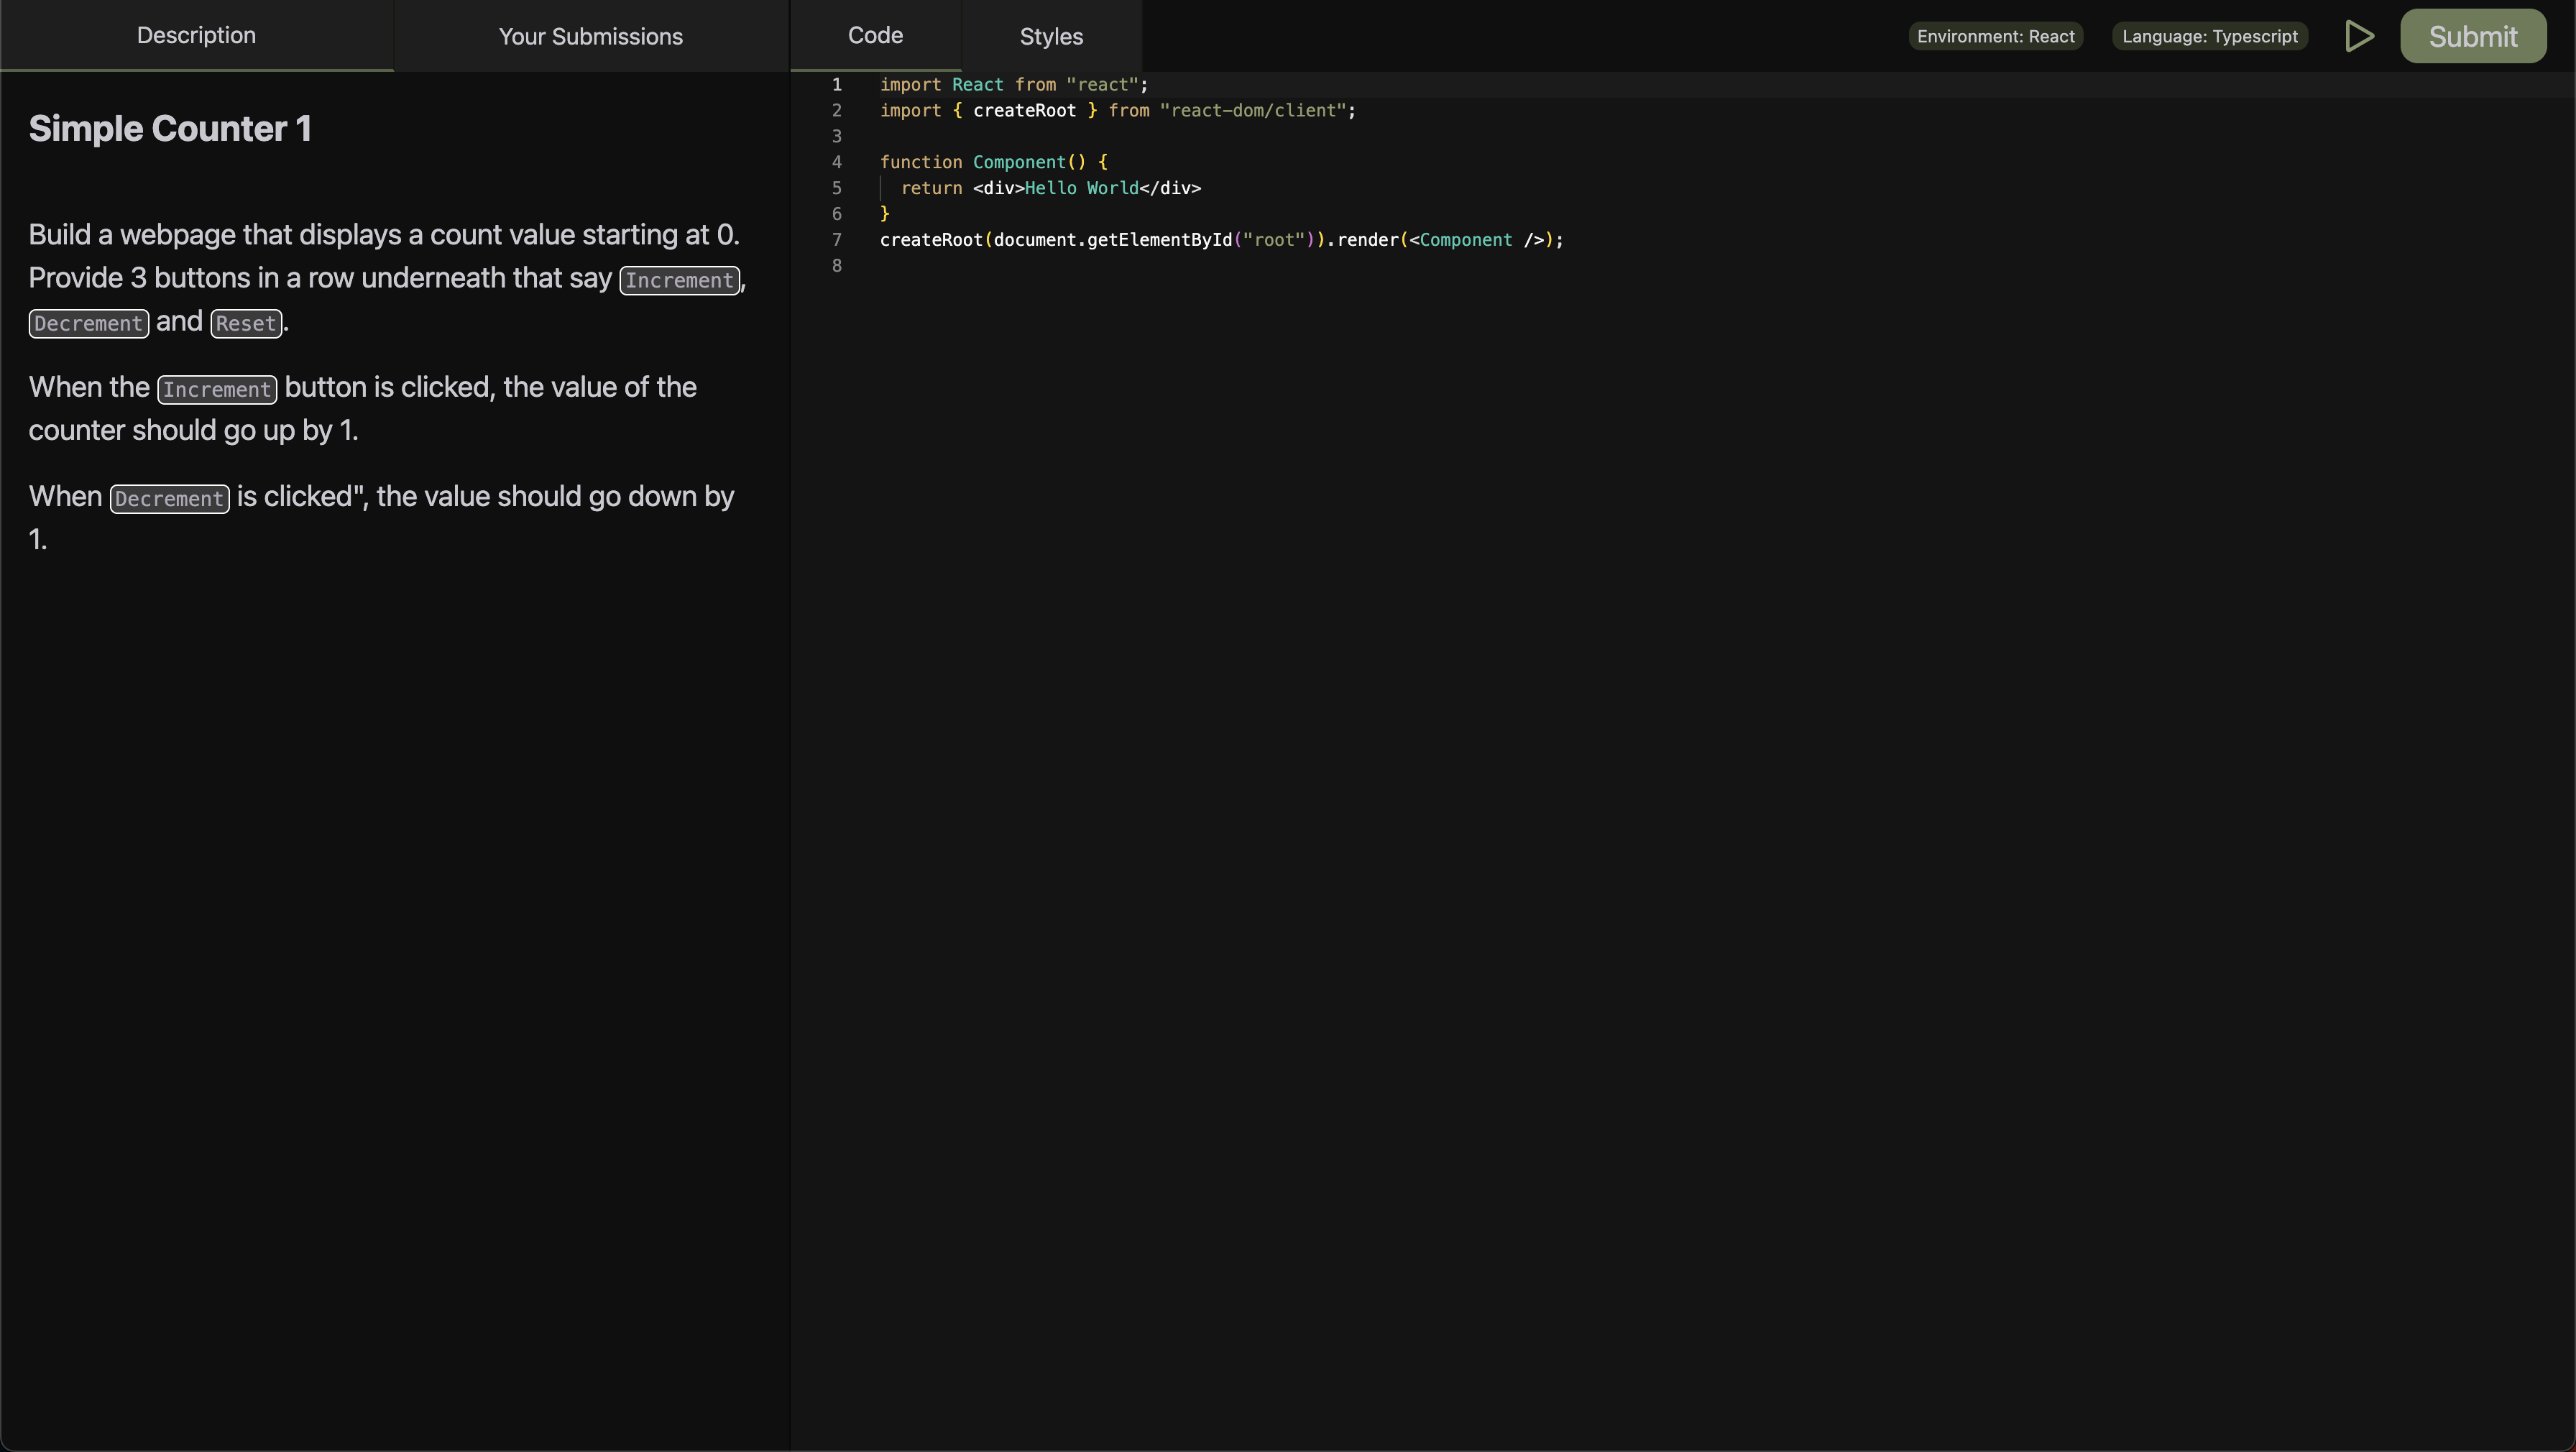 Description
Your Submissions
Code
Styles
Environment: React
Language: Typescript
Submit
Simple Counter 1
Build a webpage that displays a count value starting at 0.
Provide 3 buttons in a row underneath that say Increment,
Decrement and Reset.
When the Increment button is clicked, the value of the
counter should go up by 1.
When Decrement is clicked", the value should go down by
1.
1 import React from "react";
2 import { createRoot } from "react-dom/client";
3
4 function Component() {
5 return <div>Hello World</div>
6 }
7 createRoot(document.getElementById("root")).render(<Component />);
8